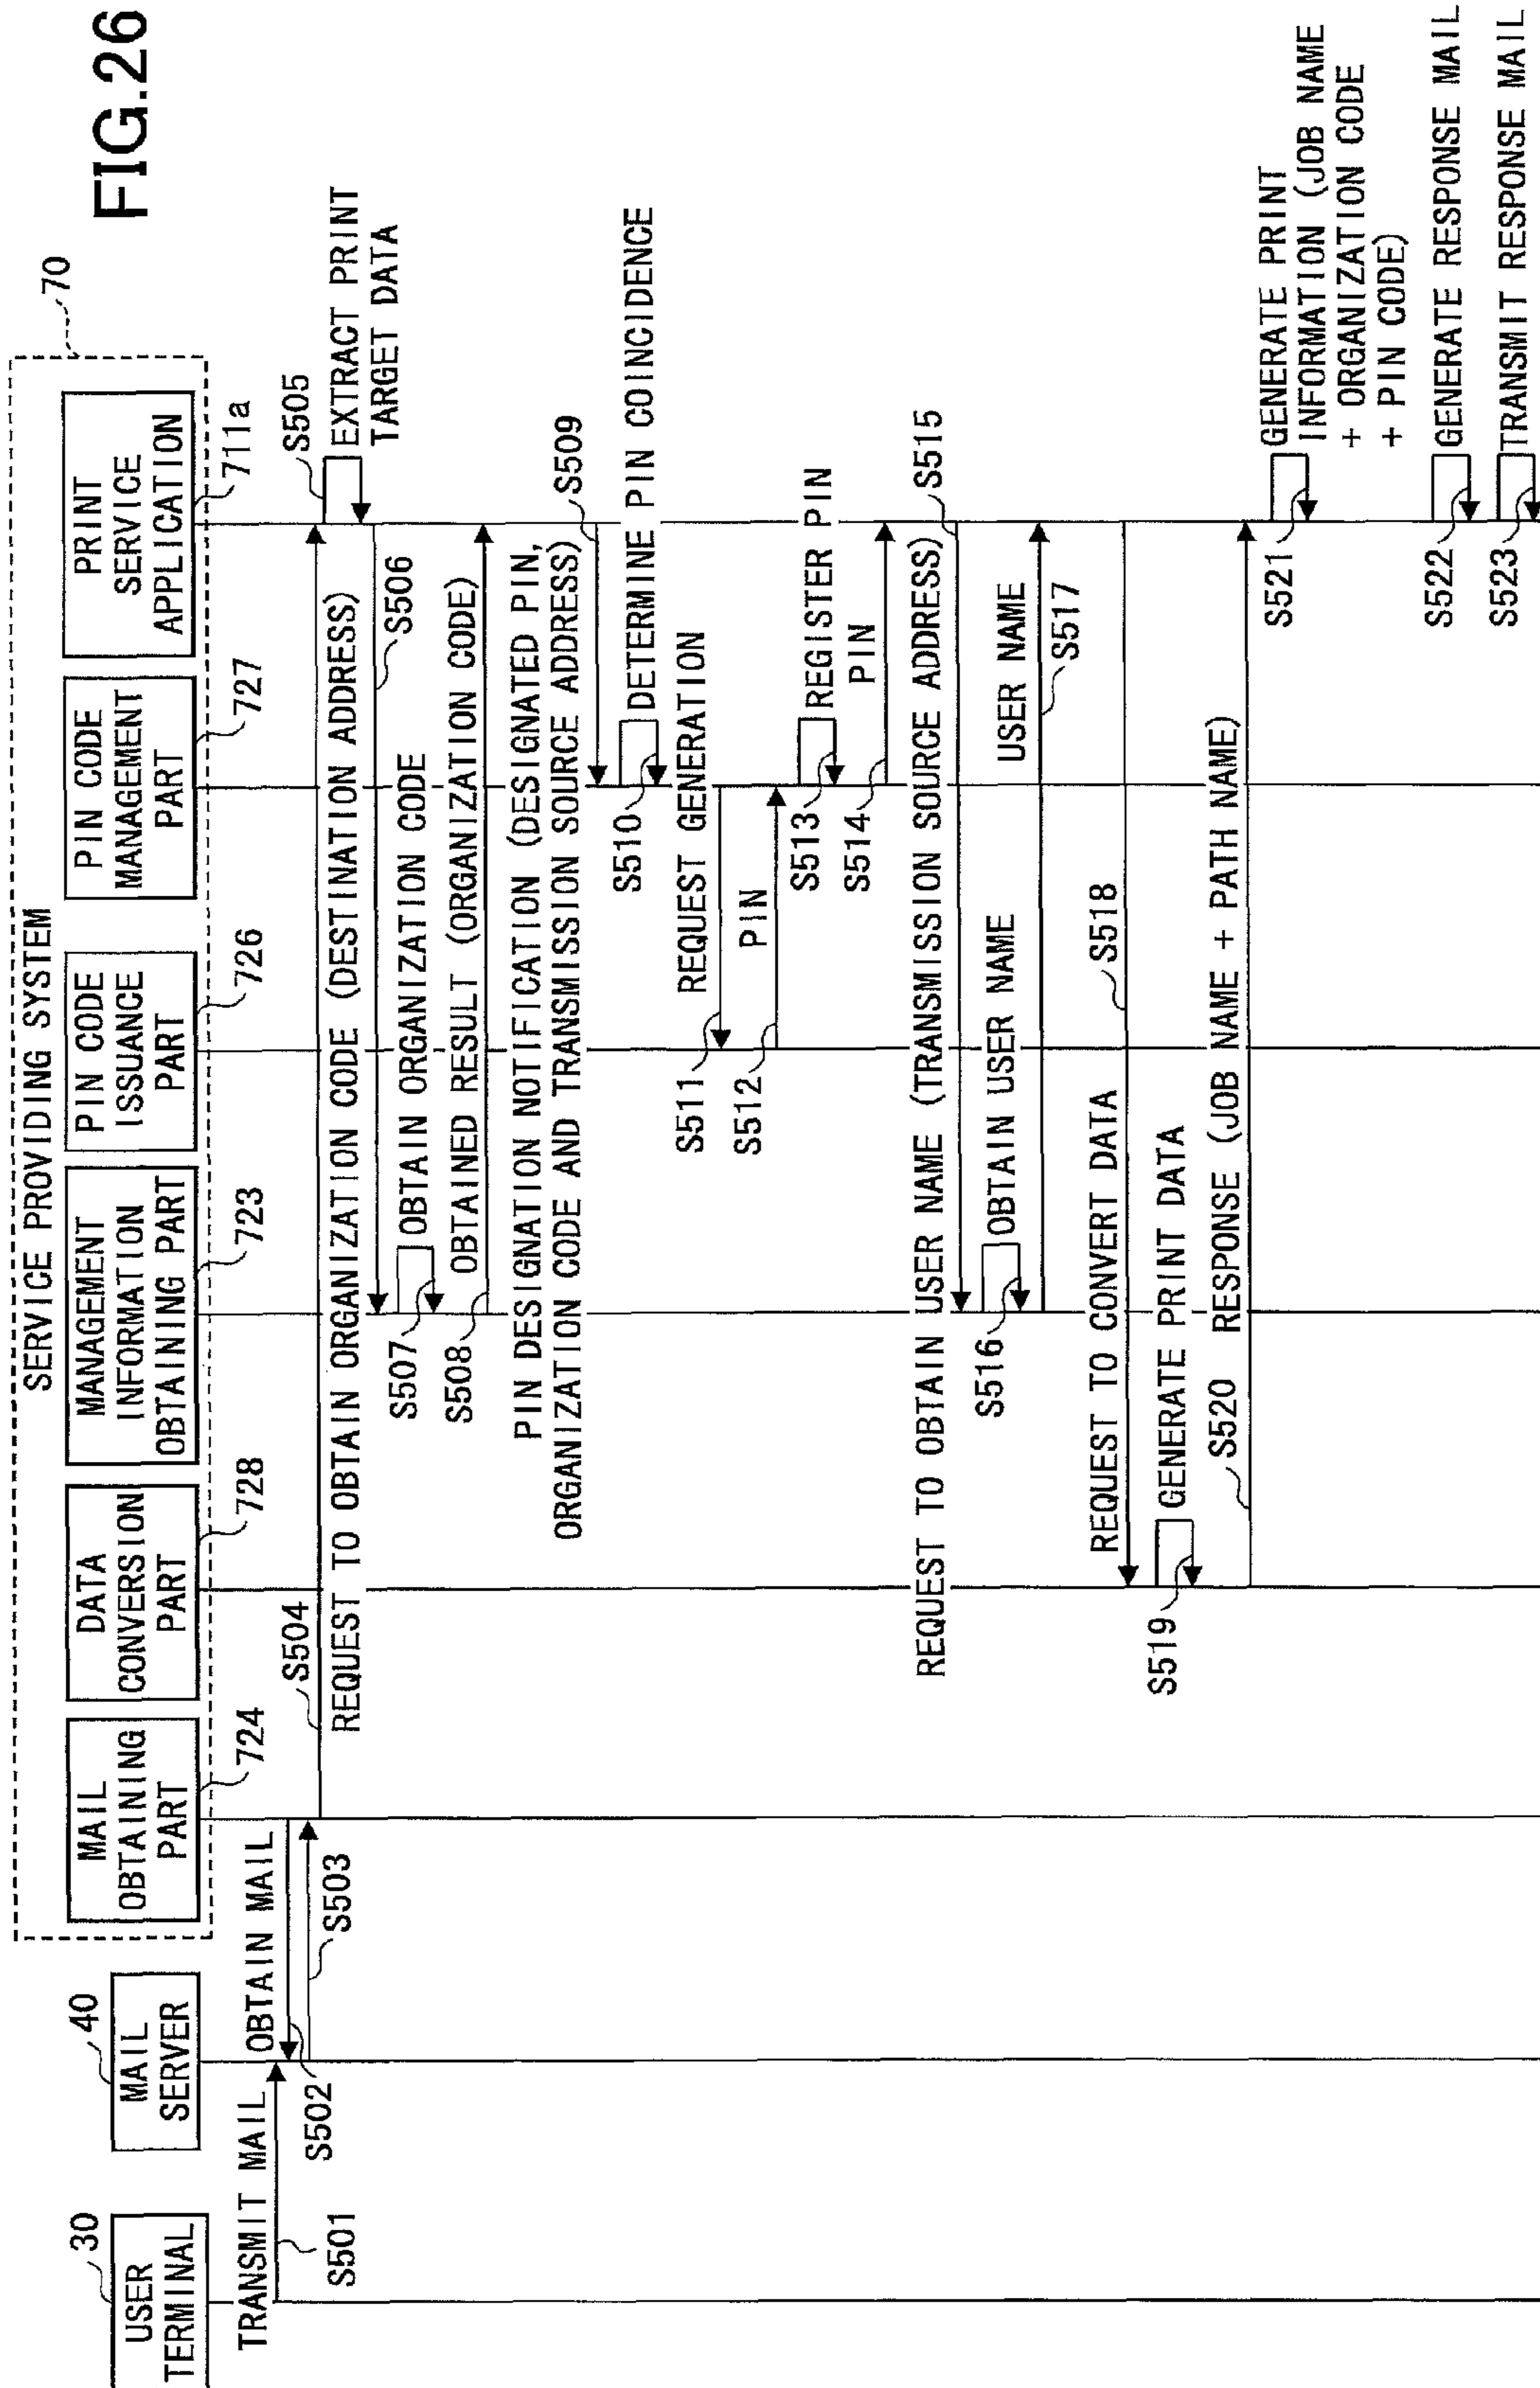 FIG.26
SERVICE PROVIDING SYSTEM
70
30
USER
TERMINAL
40
MAIL
SERVER
MAIL
OBTAINING
PART
724
DATA
CONVERSION
PART
728
MANAGEMENT
INFORMATION
OBTAINING PART
723
PIN CODE
ISSUANCE
PART
726
PIN CODE
MANAGEMENT
PART
727
PRINT
SERVICE
APPLICATION
711a
TRANSMIT MAIL
S501
OBTAIN MAIL
S502
S503
S504
S505
EXTRACT PRINT
TARGET DATA
REQUEST TO OBTAIN ORGANIZATION CODE (DESTINATION ADDRESS)
S506
S507
OBTAIN ORGANIZATION CODE
S508
OBTAINED RESULT (ORGANIZATION CODE)
PIN DESIGNATION NOTIFICATION (DESIGNATED PIN,
ORGANIZATION CODE AND TRANSMISSION SOURCE ADDRESS)
S509
S510
DETERMINE PIN COINCIDENCE
S511
REQUEST GENERATION
S512
PIN
S513
REGISTER PIN
S514
PIN
REQUEST TO OBTAIN USER NAME (TRANSMISSION SOURCE ADDRESS)
S515
S516
OBTAIN USER NAME
USER NAME
S517
REQUEST TO CONVERT DATA
S518
S519
GENERATE PRINT DATA
S520
RESPONSE (JOB NAME + PATH NAME)
S521
GENERATE PRINT
INFORMATION (JOB NAME
+ ORGANIZATION CODE
+ PIN CODE)
S522
GENERATE RESPONSE MAIL
S523
TRANSMIT RESPONSE MAIL